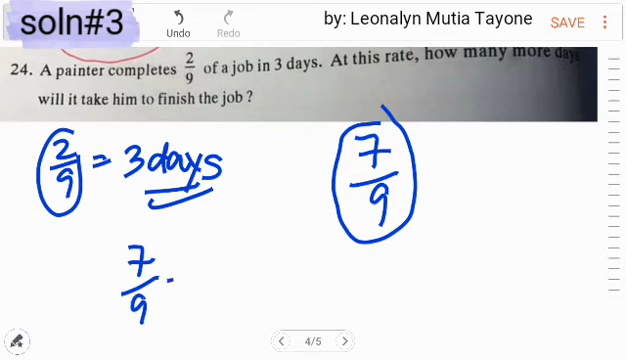 soln#3
Undo
Redo
by: Leonalyn Mutia Tayone
SAVE
24. A painter completes 2/9 of a job in 3 days. At this rate, how many more days
will it take him to finish the job?
2/9 = 3 days
7/9
7/9 =
4/5